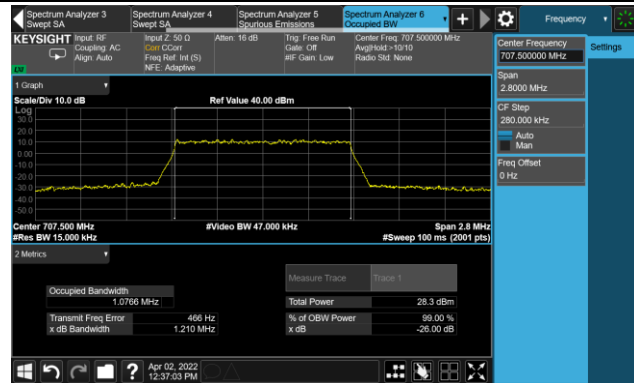 Spectrum Analyzer 3
Swept SA
Spectrum Analyzer 4
Swept SA
Spectrum Analyzer 5
Spurious Emissions
Spectrum Analyzer 6
Occupied BW
Frequency
KEYSIGHT
Input: RF
Coupling: AC
Align: Auto
Input Z: 50 Ω
Corr CCorr
Freq Ref: Int (S)
NFE: Adaptive
Atten: 16 dB
Trig: Free Run
Gate: Off
#IF Gain: Low
Center Freq: 707.500000 MHz
Avg|Hold:>10/10
Radio Std: None
Center Frequency
707.500000 MHz
Settings
Span
2.8000 MHz
CF Step
280.000 kHz
Auto
Man
Freq Offset
0 Hz
1 Graph
Scale/Div 10.0 dB
Ref Value 40.00 dBm
Log
30.0
20.0
10.0
0.00
-10.0
-20.0
-30.0
-40.0
-50.0
Center 707.500 MHz
#Video BW 47.000 kHz
Span 2.8 MHz
#Res BW 15.000 kHz
#Sweep 100 ms (2001 pts)
2 Metrics
Measure Trace
Trace 1
Occupied Bandwidth
1.0766 MHz
Total Power
28.3 dBm
Transmit Freq Error
466 Hz
% of OBW Power
99.00 %
x dB Bandwidth
1.210 MHz
x dB
-26.00 dB
Apr 02, 2022
12:37:03 PM